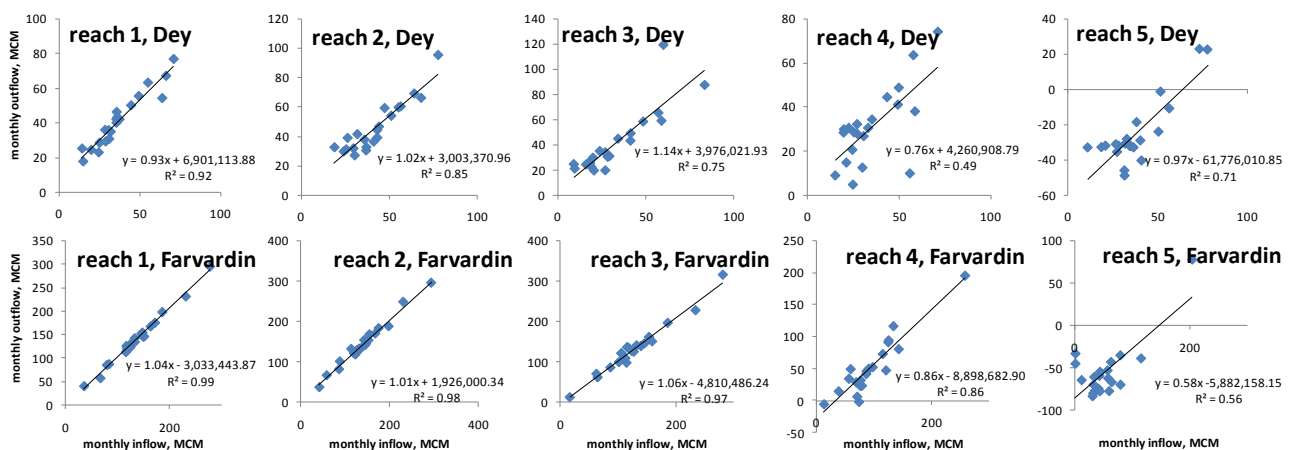 monthly outflow, MCM
reach 1, Dey
100
80
60
40
20
0
y = 0.93x + 6,901,113.88
R² = 0.92
0
50
100
reach 2, Dey
120
100
80
60
40
20
0
y = 1.02x + 3,003,370.96
R² = 0.85
0
50
100
reach 3, Dey
140
120
100
80
60
40
20
0
y = 1.14x + 3,976,021.93
R² = 0.75
0
50
100
reach 4, Dey
80
60
40
20
0
y = 0.76x + 4,260,908.79
R² = 0.49
0
50
100
reach 5, Dey
40
20
0
-20
-40
-60
y = 0.97x - 61,776,010.85
R² = 0.71
0
50
100
monthly outflow, MCM
reach 1, Farvardin
350
300
250
200
150
100
50
0
y = 1.04x - 3,033,443.87
R² = 0.99
0
200
monthly inflow, MCM
reach 2, Farvardin
400
300
200
100
0
y = 1.01x + 1,926,000.34
R² = 0.98
0
200
400
monthly inflow, MCM
reach 3, Farvardin
400
300
200
100
0
y = 1.06x - 4,810,486.24
R² = 0.97
0
200
monthly inflow, MCM
reach 4, Farvardin
250
200
150
100
50
0
-50
y = 0.86x - 8,898,682.90
R² = 0.86
0
200
monthly inflow, MCM
reach 5, Farvardin
100
50
0
-50
-100
0
200
y = 0.58x -5,882,158.15
R² = 0.56
monthly inflow, MCM